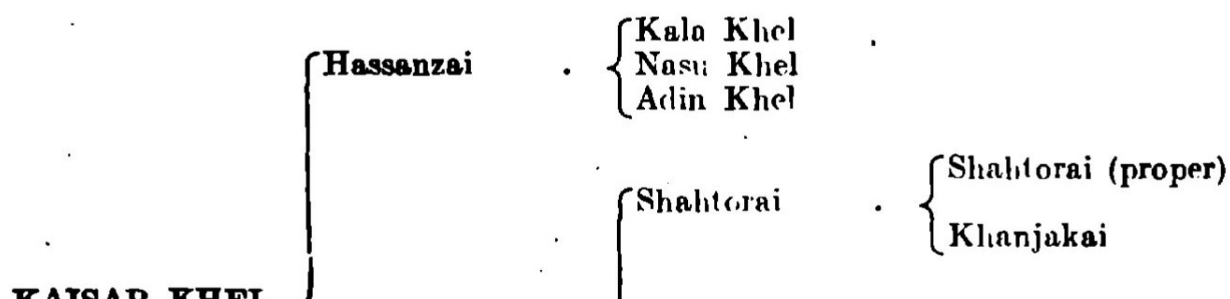 Kala Khel
Hassanzai . Nasu Khel
Adin Khel
Shahtorai (proper)
Shahtorai .
Khanjakai
KAISAR KHEL